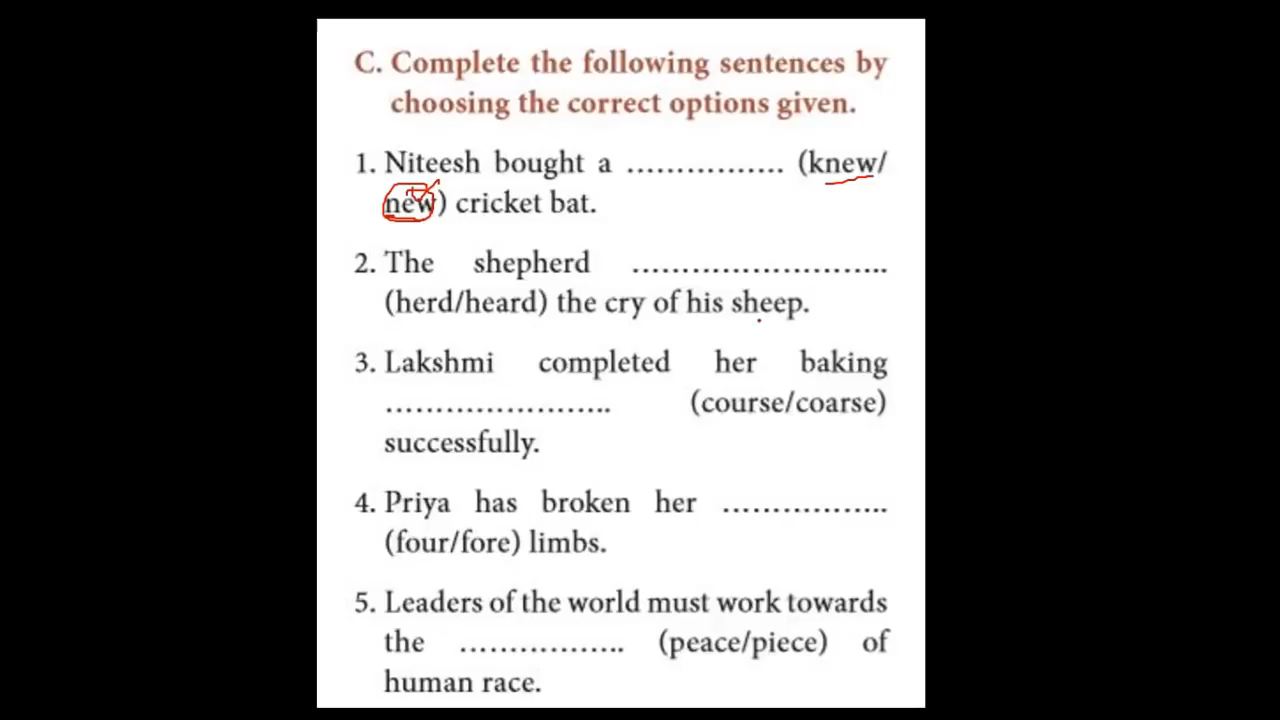 C. Complete the following sentences by
choosing the correct options given.
1. Niteesh bought a ................ (knew/
new) cricket bat.
2. The shepherd ..........................
(herd/heard) the cry of his sheep.
3. Lakshmi completed her baking
....................... (course/coarse)
successfully.
4. Priya has broken her .................
(four/fore) limbs.
5. Leaders of the world must work towards
the ................. (peace/piece) of
human race.